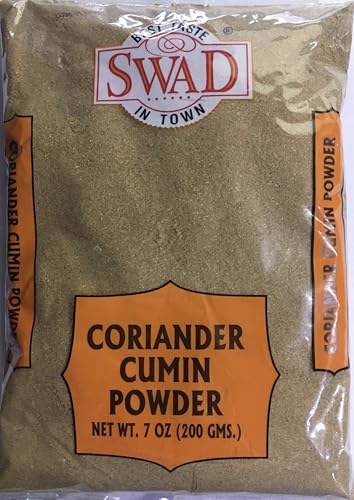 BEST TASTE
®
SWAD
IN TOWN
CORIANDER CUMIN POWD
CORIANDER CUMIN POWDER
CORIANDER
CUMIN
POWDER
NET WT. 7 OZ (200 GMS.)